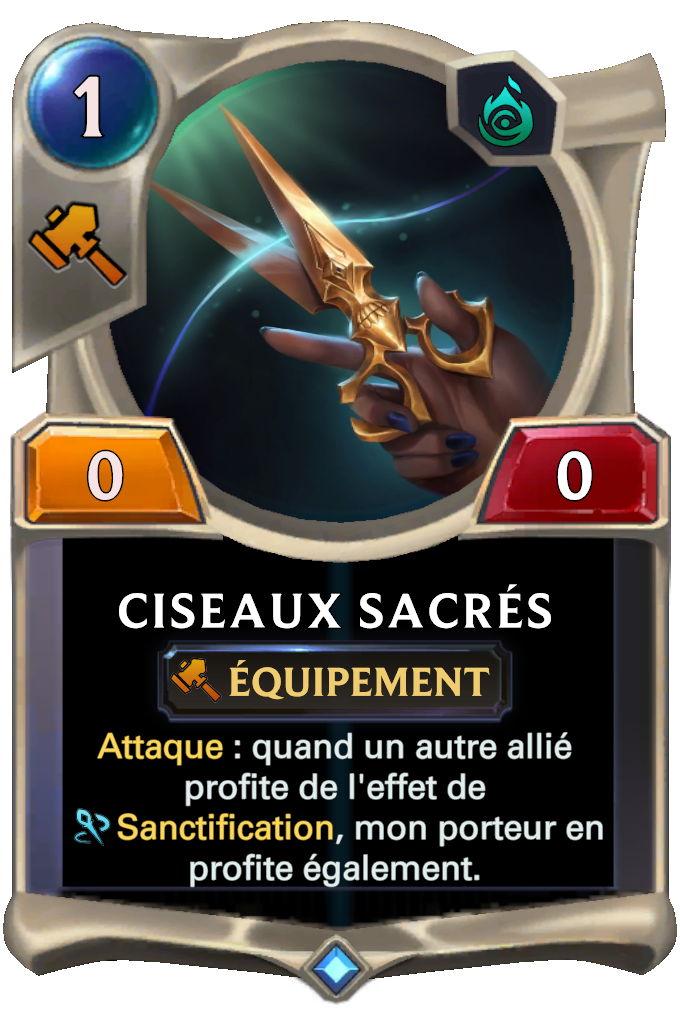 1
0
0
CISEAUX SACRÉS
ÉQUIPEMENT
Attaque : quand un autre allié
profite de l'effet de
Sanctification, mon porteur en
profite également.